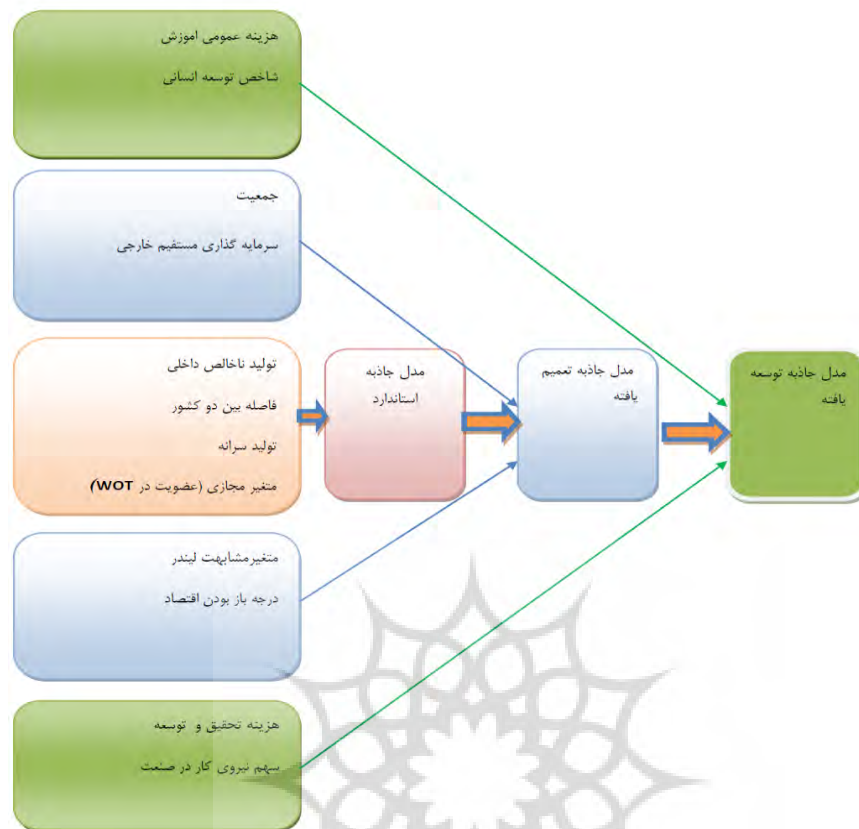 هزینه عمومی اموزش
شاخص توسعه انسانی
جمعیت
سرمایه گذاری مستفیم خارجی
تولید ناخالص داخلی
فاصله بین دو کشور
تولید سرانه
متغیر مجازی (عضویت در WOT)
مدل جاذبه
استاندارد
مدل جاذبه تعمیم
یافته
مدل جاذبه توسعه
یافته
متغیرمشابهت لیندر
درجه باز بودن اقتصاد
هزینه تحقیق و توسعه
سهم نیروی کار در صنعت